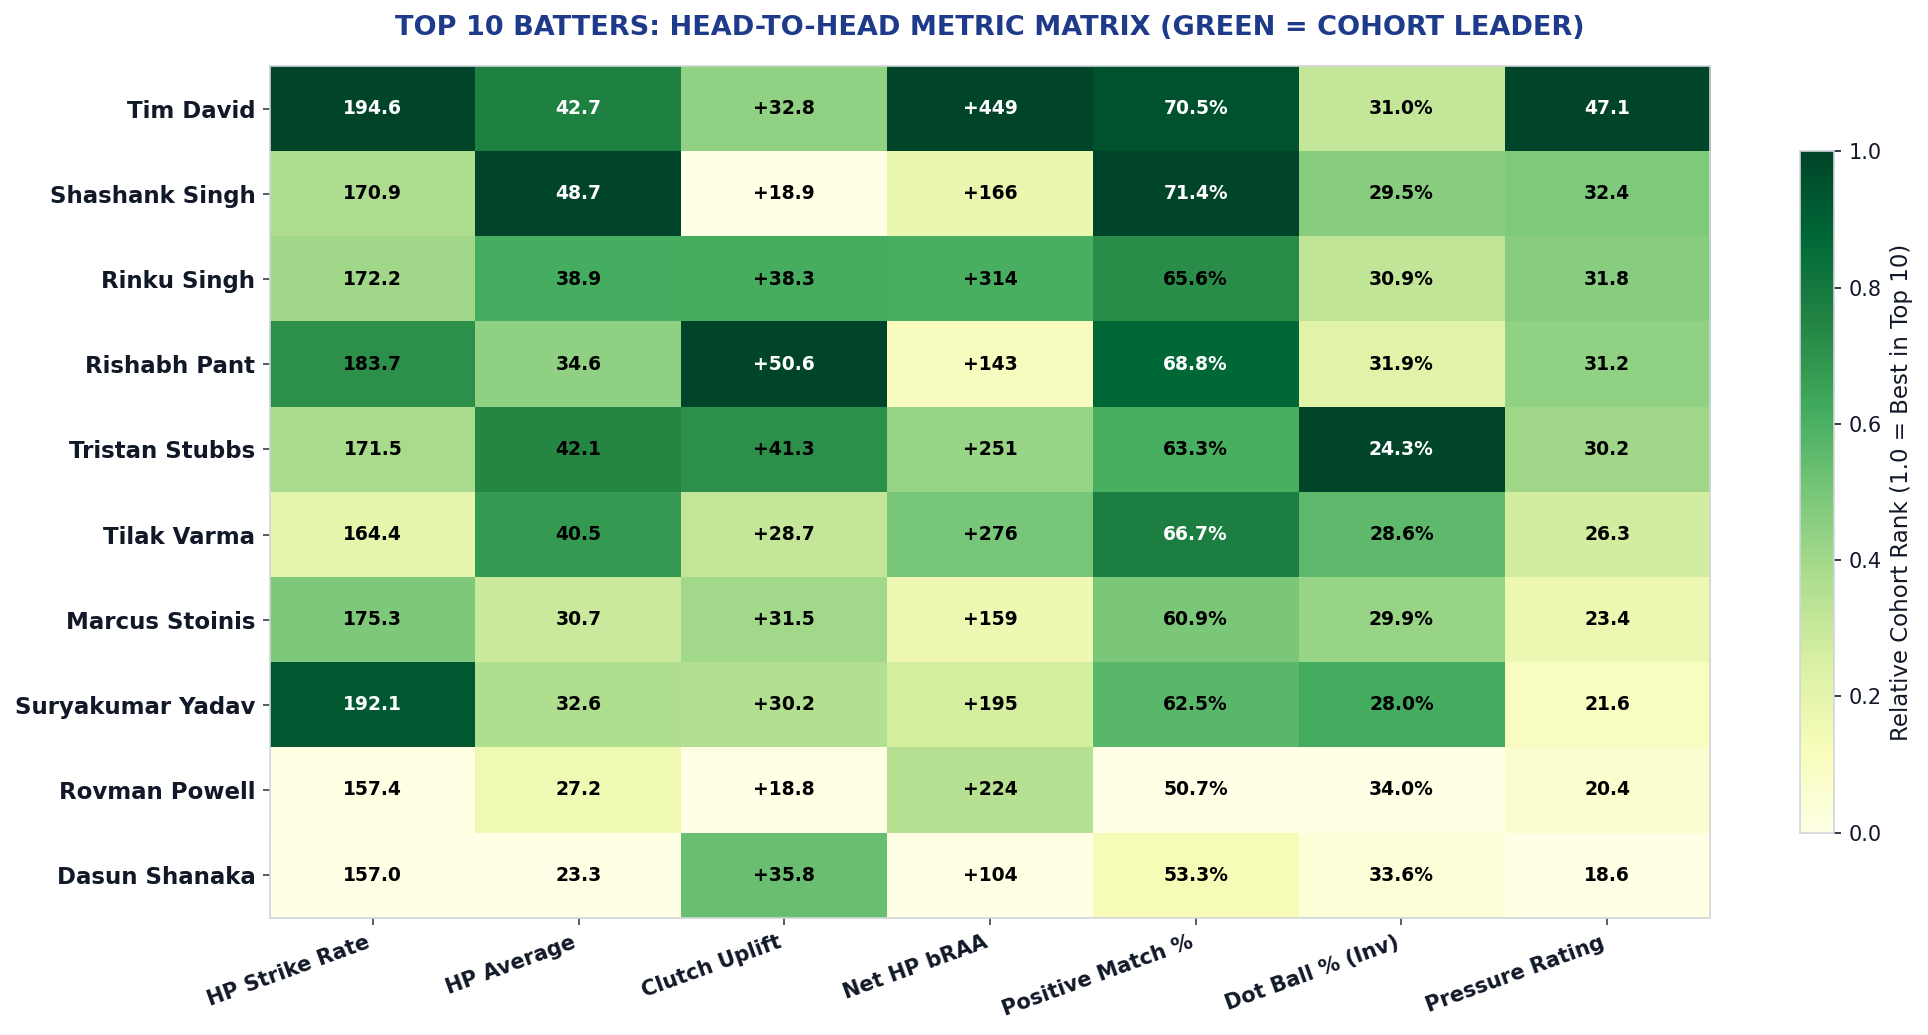 TOP 10 BATTERS: HEAD-TO-HEAD METRIC MATRIX (GREEN = COHORT LEADER)
Tim David 194.6 42.7 +32.8 +449 70.5% 31.0% 47.1
Shashank Singh 170.9 48.7 +18.9 +166 71.4% 29.5% 32.4
Rinku Singh 172.2 38.9 +38.3 +314 65.6% 30.9% 31.8
Rishabh Pant 183.7 34.6 +50.6 +143 68.8% 31.9% 31.2
Tristan Stubbs 171.5 42.1 +41.3 +251 63.3% 24.3% 30.2
Tilak Varma 164.4 40.5 +28.7 +276 66.7% 28.6% 26.3
Marcus Stoinis 175.3 30.7 +31.5 +159 60.9% 29.9% 23.4
Suryakumar Yadav 192.1 32.6 +30.2 +195 62.5% 28.0% 21.6
Rovman Powell 157.4 27.2 +18.8 +224 50.7% 34.0% 20.4
Dasun Shanaka 157.0 23.3 +35.8 +104 53.3% 33.6% 18.6
HP Strike Rate
HP Average
Clutch Uplift
Net HP bRAA
Positive Match %
Dot Ball % (Inv)
Pressure Rating
1.0
0.8
0.6
0.4
0.2
0.0
Relative Cohort Rank (1.0 = Best in Top 10)